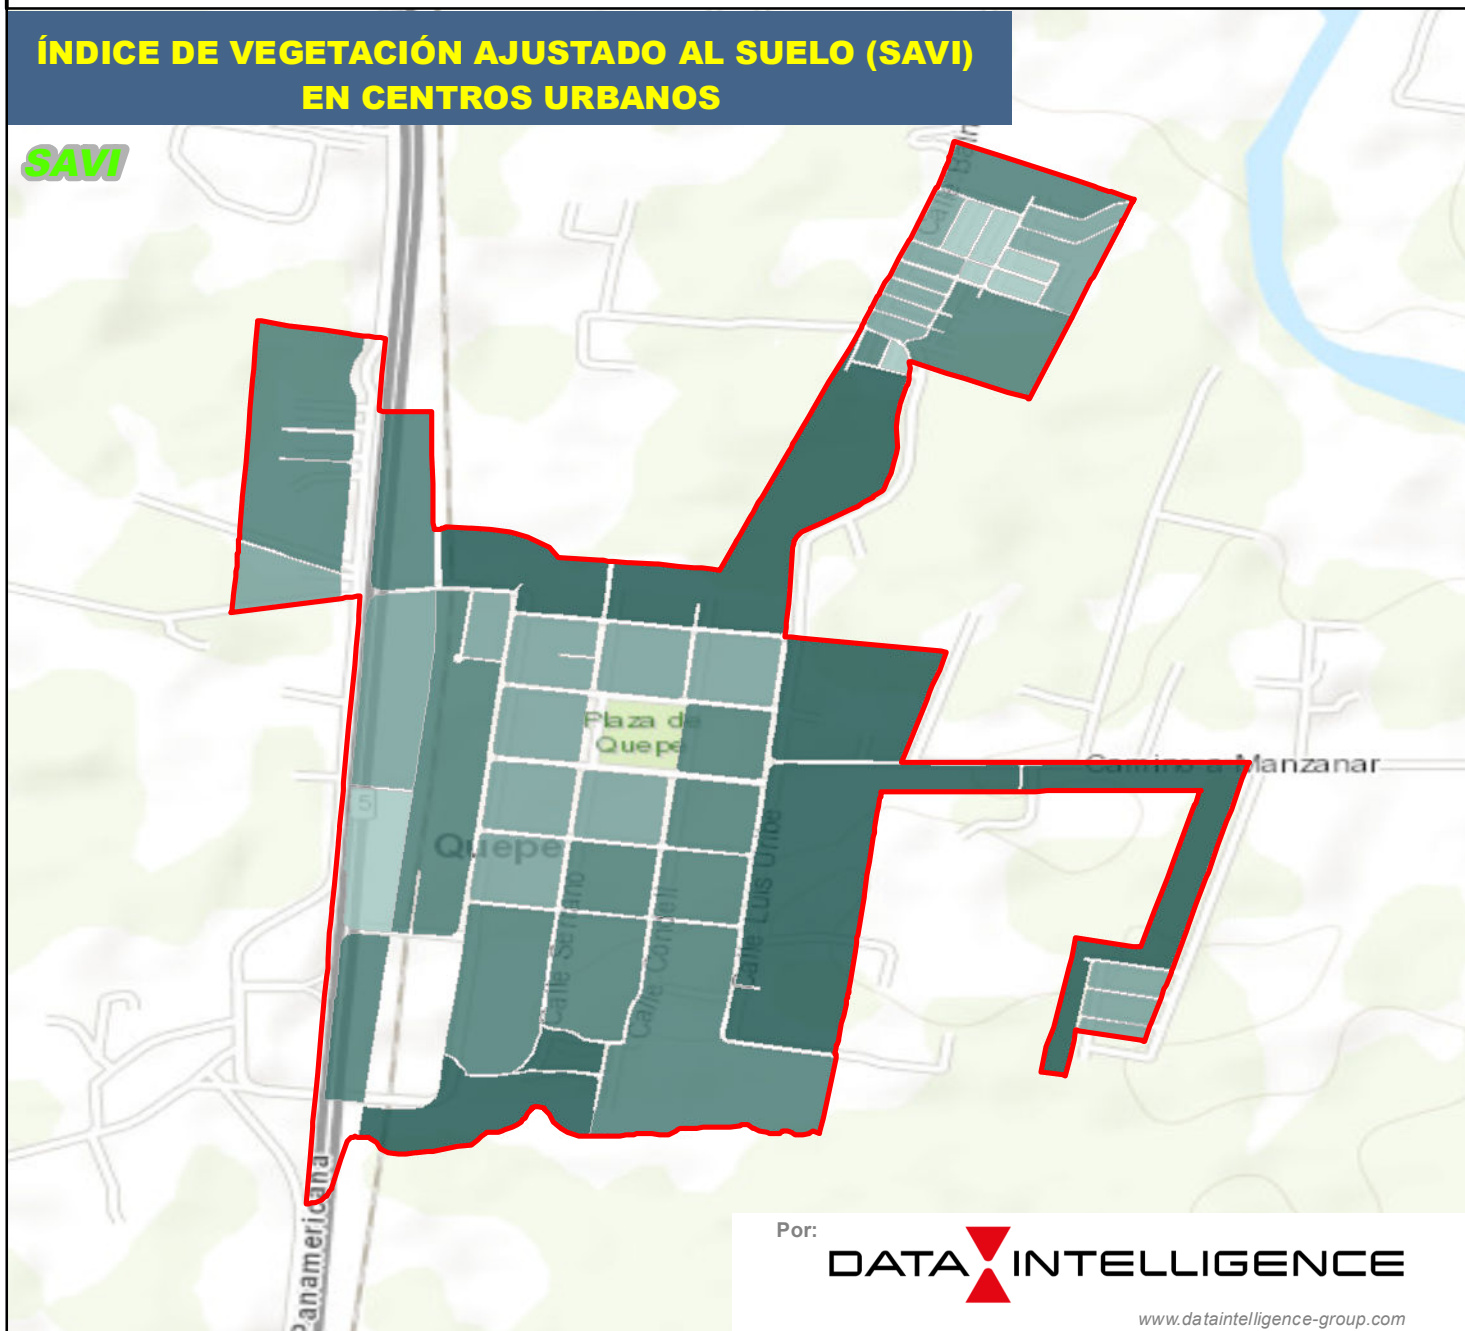 ÍNDICE DE VEGETACIÓN AJUSTADO AL SUELO (SAVI)
EN CENTROS URBANOS
SAVI
Plaza de
Quepe
Camino a Manzanar
5
Quepe
Calle Luis Uribe
Calle Serrano
Calle Condell
Panamericana
Por:
DATA INTELLIGENCE
www.dataintelligence-group.com